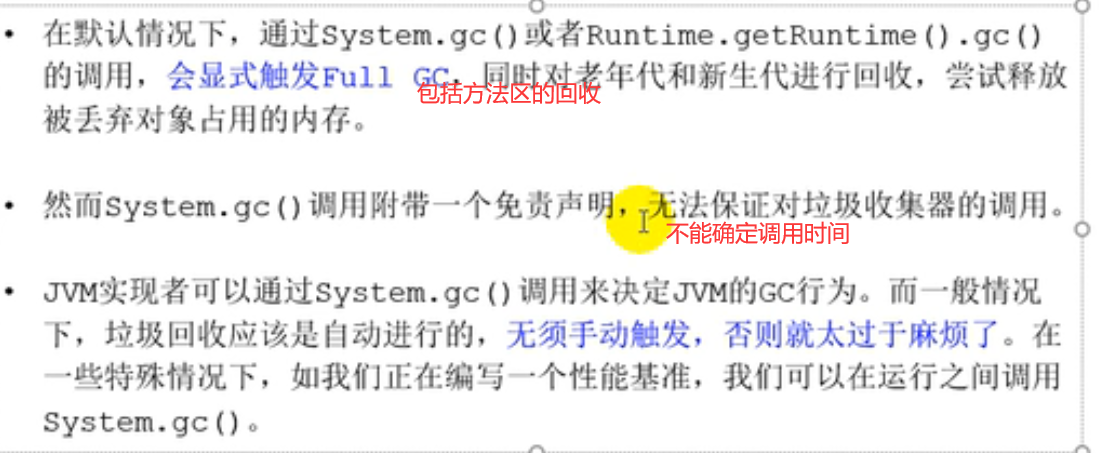 • 在默认情况下，通过System.gc()或者Runtime.getRuntime().gc()
的调用，会显式触发Full GC，同时对老年代和新生代进行回收，尝试释放
包括方法区的回收
被丢弃对象占用的内存。
• 然而System.gc()调用附带一个免责声明，无法保证对垃圾收集器的调用。
不能确定调用时间
• JVM实现者可以通过System.gc()调用来决定JVM的GC行为。而一般情况
下，垃圾回收应该是自动进行的，无须手动触发，否则就太过于麻烦了。在
一些特殊情况下，如我们正在编写一个性能基准，我们可以在运行之间调用
System.gc()。